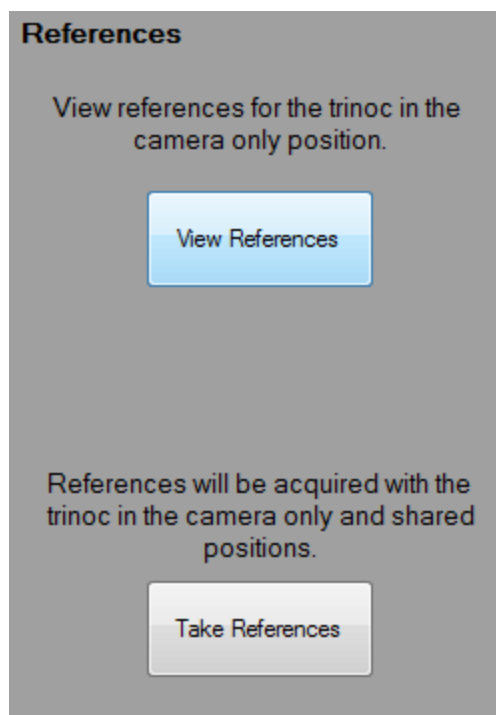 References
View references for the trinoc in the
camera only position.
View References
References will be acquired with the
trinoc in the camera only and shared
positions.
Take References